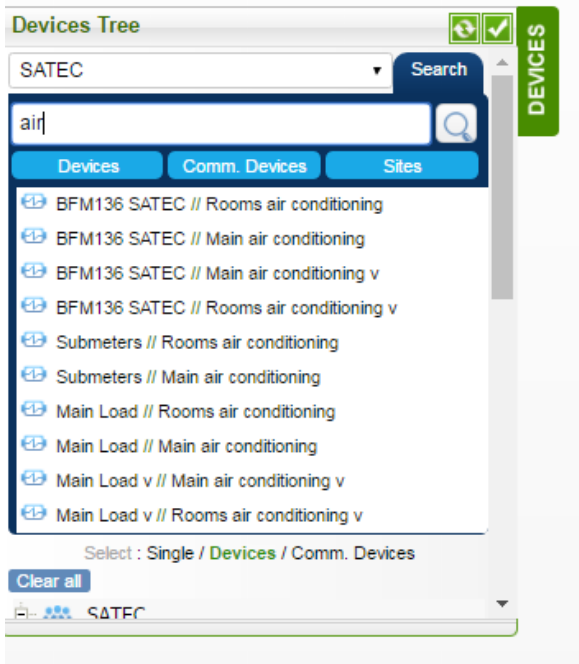 Devices Tree
DEVICES
SATEC
Search
air
Devices Comm. Devices Sites
BFM136 SATEC // Rooms air conditioning
BFM136 SATEC // Main air conditioning
BFM136 SATEC // Main air conditioning v
BFM136 SATEC // Rooms air conditioning v
Submeters // Rooms air conditioning
Submeters // Main air conditioning
Main Load // Rooms air conditioning
Main Load // Main air conditioning
Main Load v // Main air conditioning v
Main Load v // Rooms air conditioning v
Select : Single / Devices / Comm. Devices
Clear all
SATEC